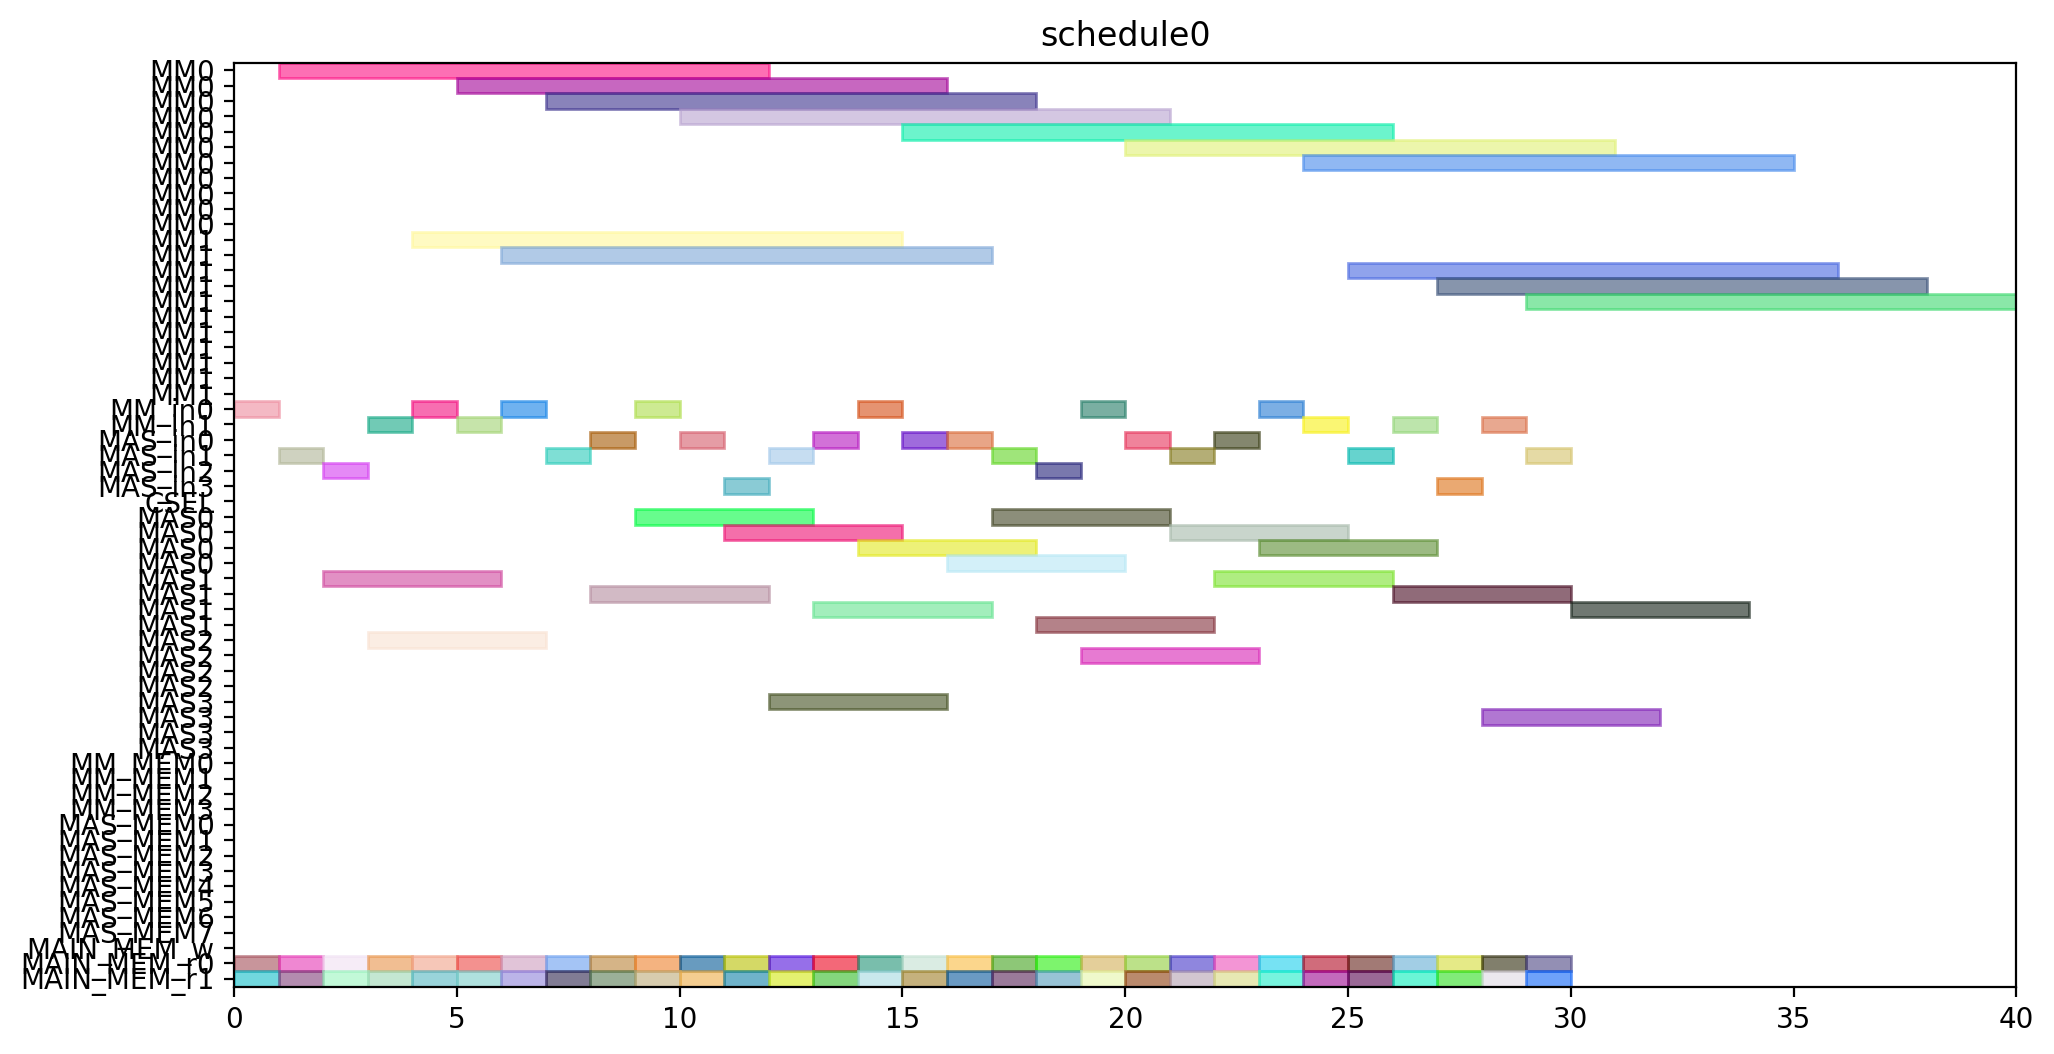 schedule0
MM0
MM0
MM0
MM0
MM0
MM0
MM0
MM0
MM0
MM0
MM0
MM1
MM1
MM1
MM1
MM1
MM1
MM1
MM1
MM1
MM1
MM1
MM_in0
MM_in1
MAS_in0
MAS_in1
MAS_in2
MAS_in3
CSEL
MAS0
MAS0
MAS0
MAS0
MAS1
MAS1
MAS1
MAS1
MAS2
MAS2
MAS2
MAS2
MAS3
MAS3
MAS3
MAS3
MM_MEM0
MM_MEM1
MM_MEM2
MM_MEM3
MAS_MEM0
MAS_MEM1
MAS_MEM2
MAS_MEM3
MAS_MEM4
MAS_MEM5
MAS_MEM6
MAS_MEM7
MAIN_MEM_w
MAIN_MEM_r0
MAIN_MEM_r1
0 5 10 15 20 25 30 35 40